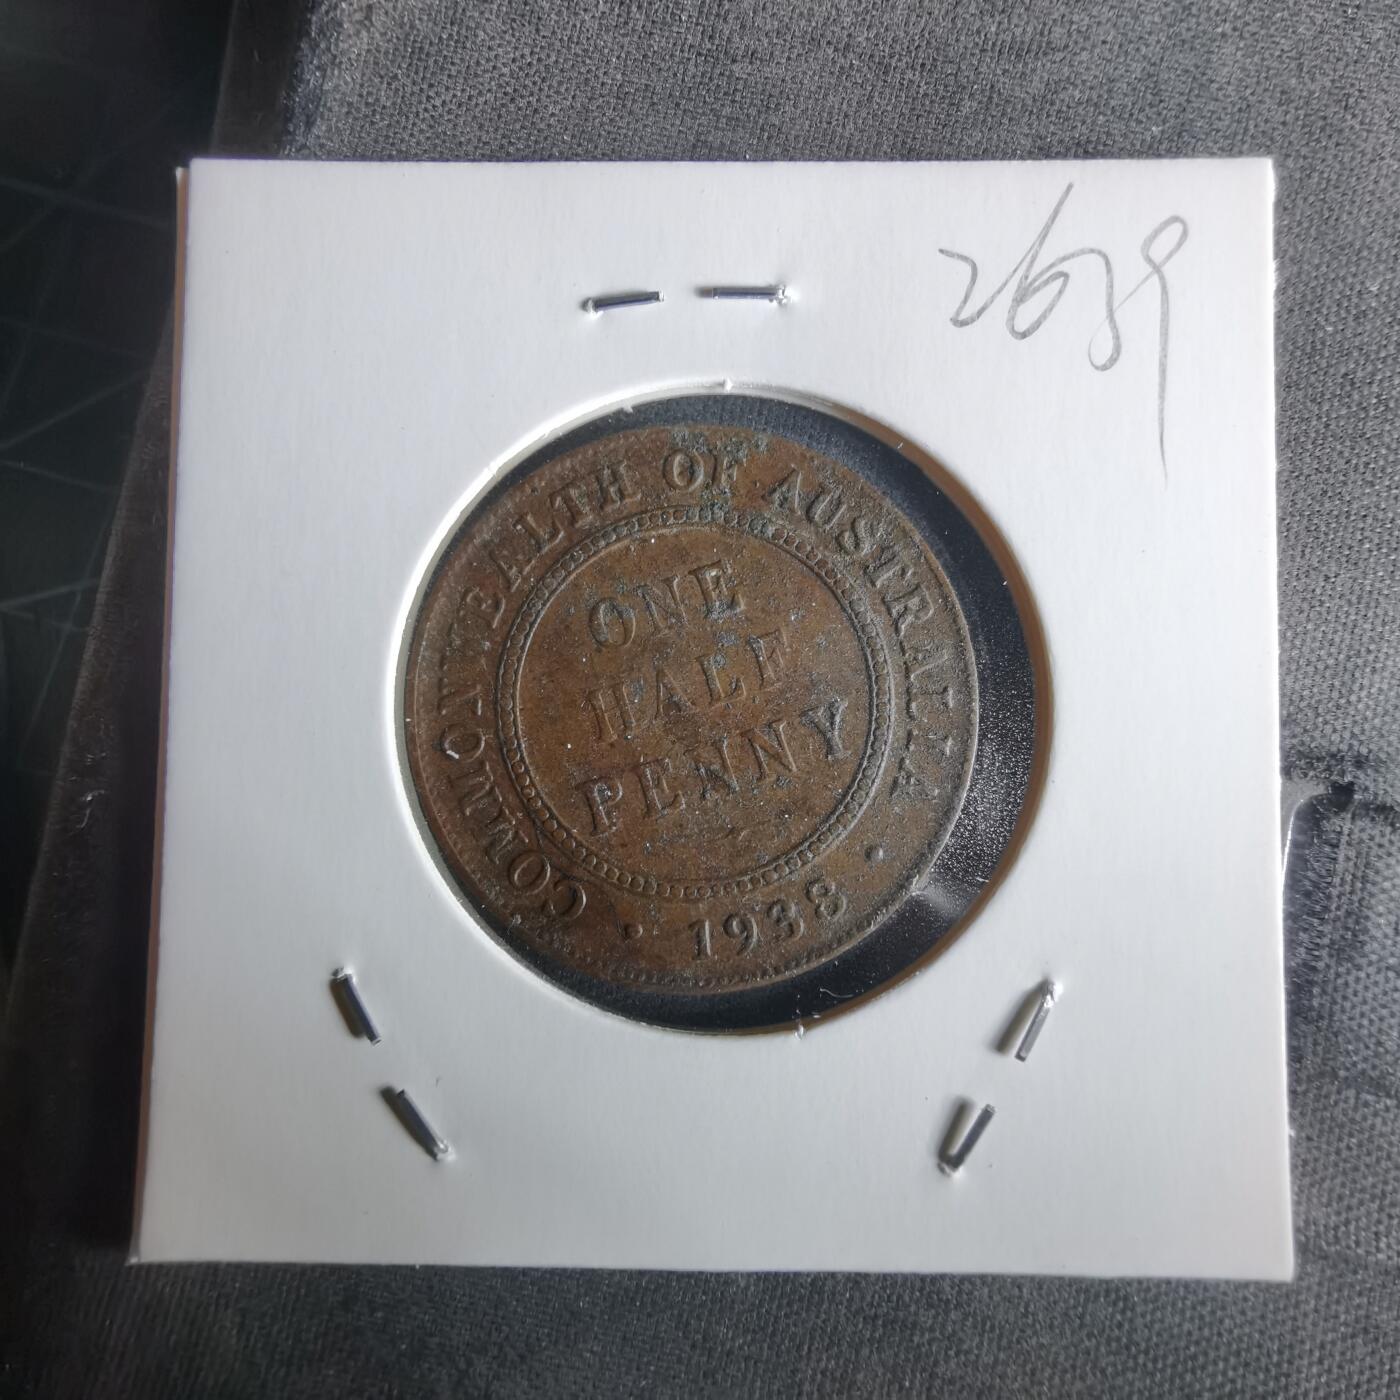 2639
COMMONWEALTH OF AUSTRALIA
ONE
HALF
PENNY
· 1938 ·